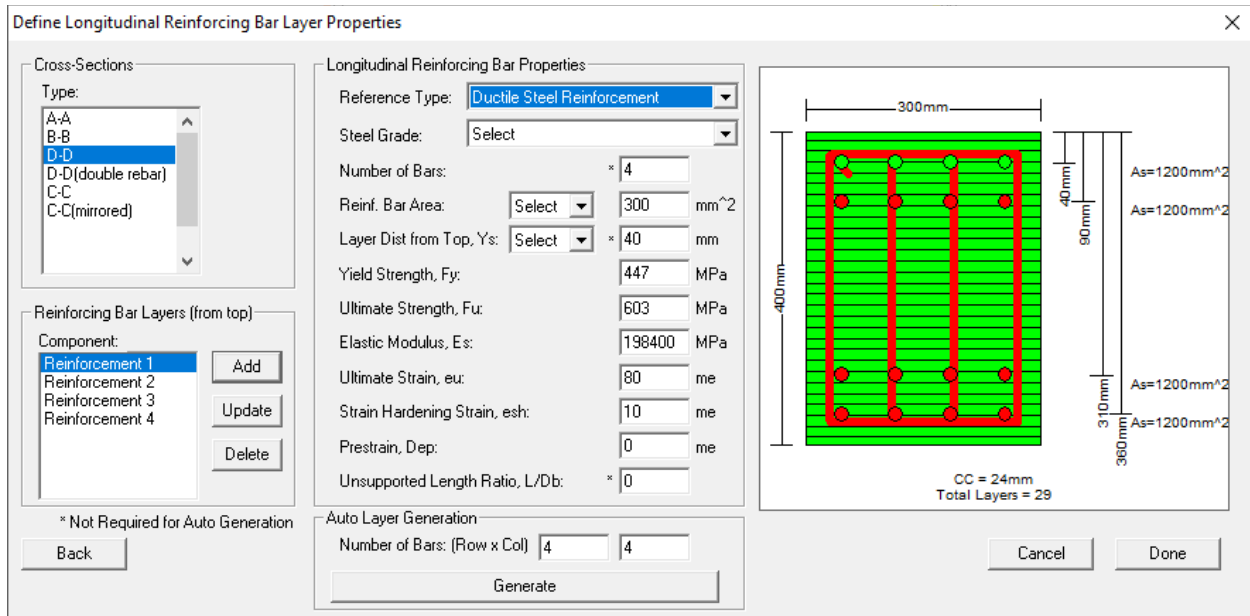 Define Longitudinal Reinforcing Bar Layer Properties
Cross-Sections
Type:
A-A
B-B
D-D
D-D(double rebar)
C-C
C-C(mirrored)
Reinforcing Bar Layers (from top)
Component:
Reinforcement 1
Reinforcement 2
Reinforcement 3
Reinforcement 4
Add
Update
Delete
* Not Required for Auto Generation
Back
Longitudinal Reinforcing Bar Properties
Reference Type: Ductile Steel Reinforcement
Steel Grade: Select
Number of Bars: * 4
Reinf. Bar Area: Select 300 mm^2
Layer Dist from Top, Ys: Select * 40 mm
Yield Strength, Fy: 447 MPa
Ultimate Strength, Fu: 603 MPa
Elastic Modulus, Es: 198400 MPa
Ultimate Strain, eu: 80 me
Strain Hardening Strain, esh: 10 me
Prestrain, Dep: 0 me
Unsupported Length Ratio, L/Db: * 0
Auto Layer Generation
Number of Bars: (Row x Col) 4 4
Generate
300mm
400mm
40mm
90mm
310mm
360mm
As=1200mm^2
As=1200mm^2
As=1200mm^2
As=1200mm^2
CC = 24mm
Total Layers = 29
Cancel
Done